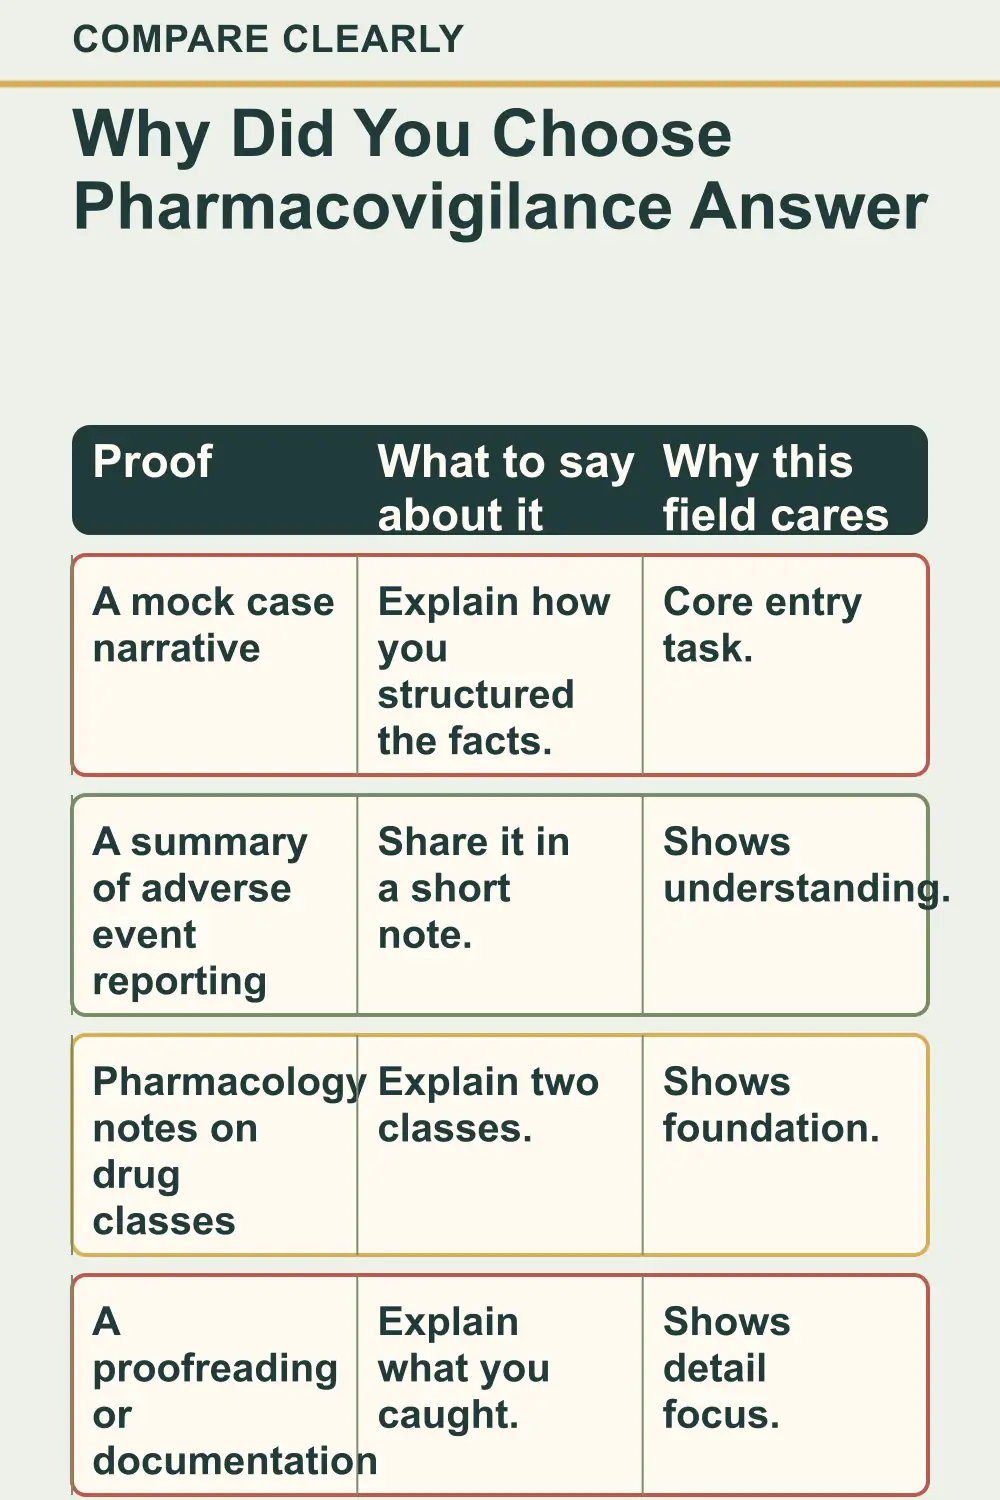 COMPARE CLEARLY
Why Did You Choose
Pharmacovigilance Answer
Proof
What to say
about it
Why this
field cares
A mock case
narrative
Explain how
you
structured
the facts.
Core entry
task.
A summary
of adverse
event
reporting
Share it in
a short
note.
Shows
understanding.
Pharmacology
notes on
drug
classes
Explain two
classes.
Shows
foundation.
A
proofreading
or
documentation
Explain
what you
caught.
Shows
detail
focus.